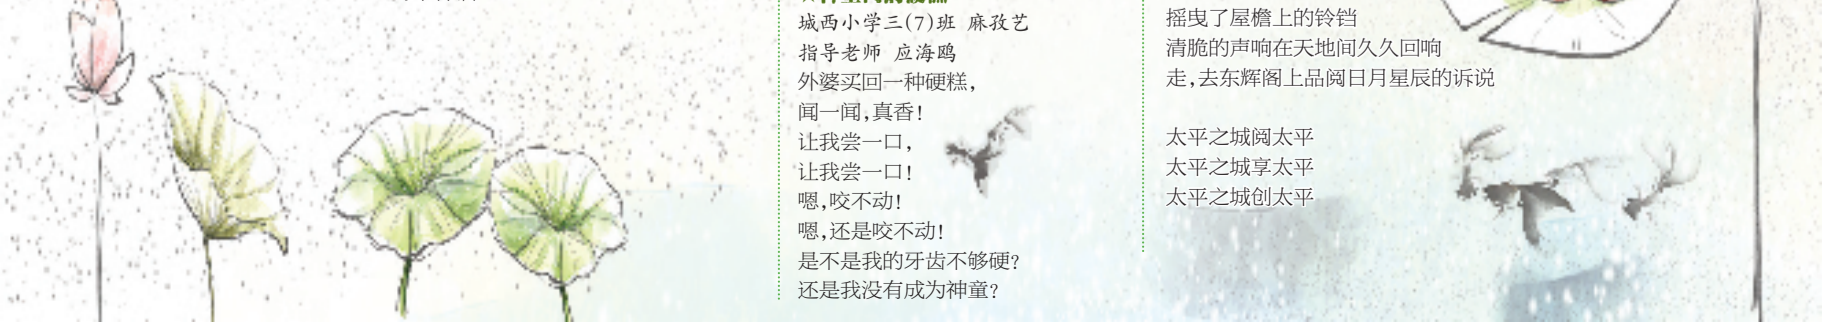 城西小学三(7)班 麻孜艺
指导老师 应海鸥
外婆买回一种硬糕，
闻一闻，真香！
让我尝一口，
让我尝一口！
嗯，咬不动！
嗯，还是咬不动！
是不是我的牙齿不够硬？
还是我没有成为神童？
摇曳了屋檐上的铃铛
清脆的声响在天地间久久回响
走，去东辉阁上品阅日月星辰的诉说

太平之城阅太平
太平之城享太平
太平之城创太平